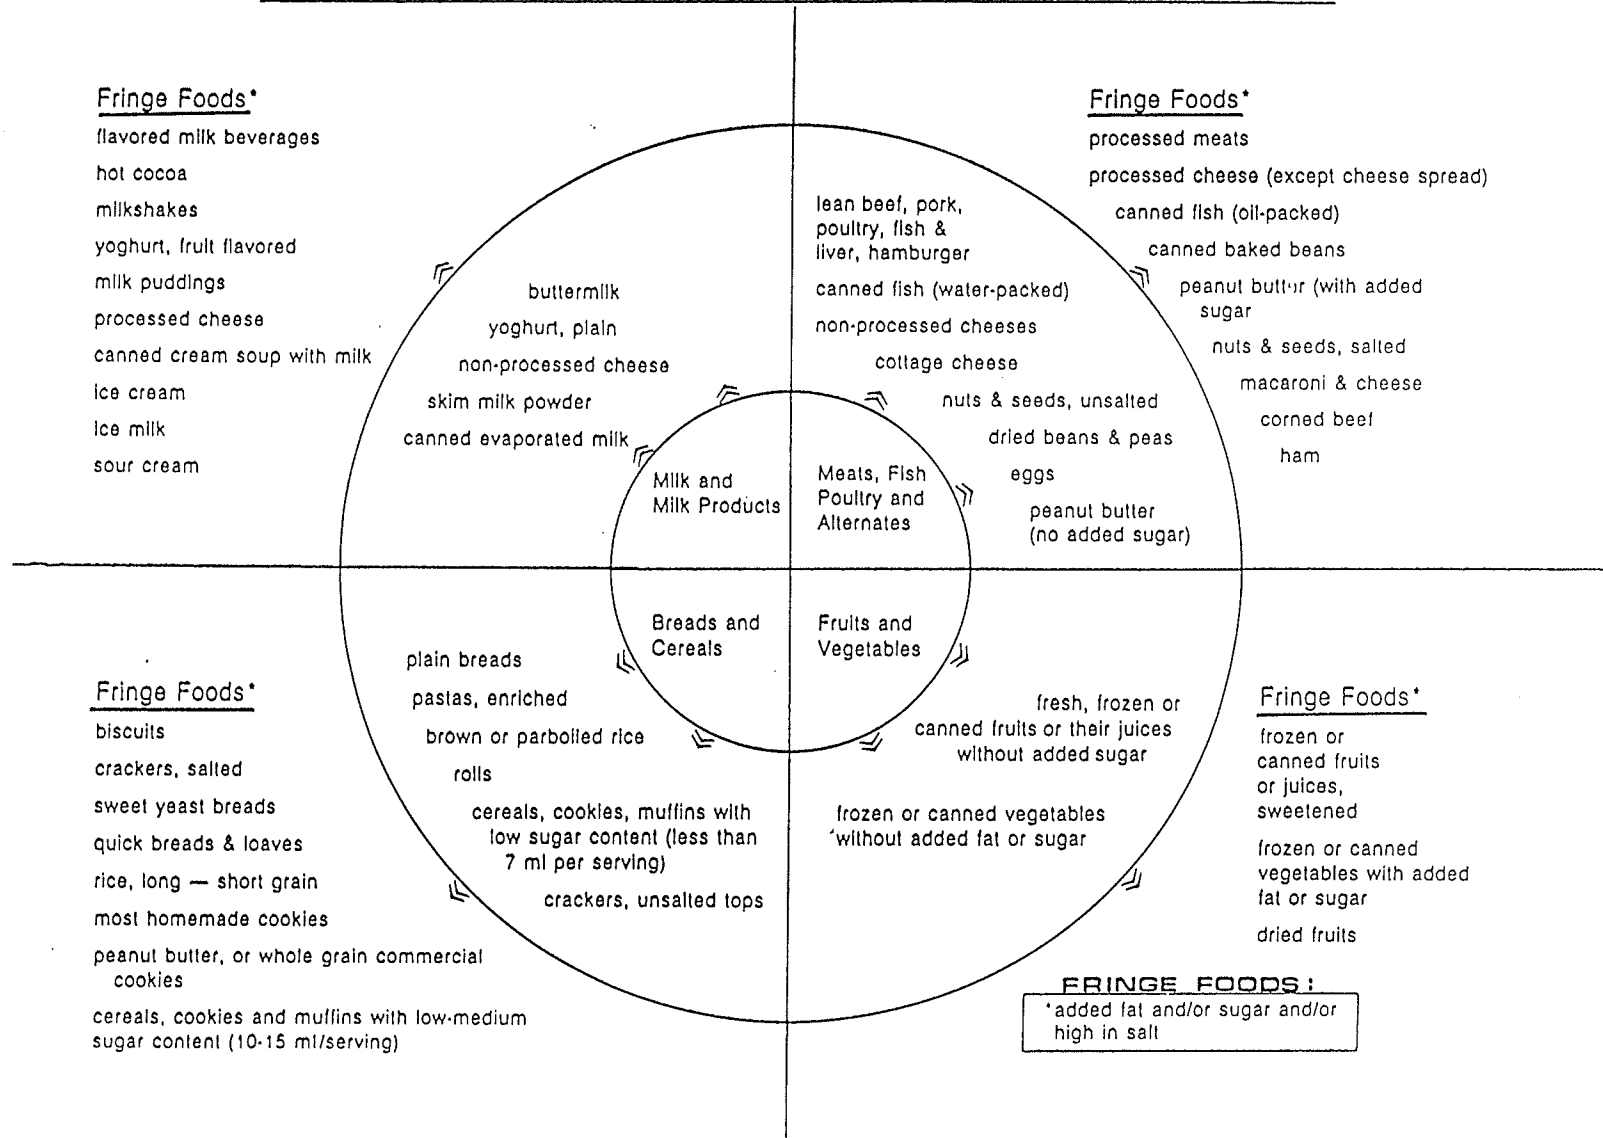 Fringe Foods*
flavored milk beverages
hot cocoa
milkshakes
yoghurt, fruit flavored
milk puddings
processed cheese
canned cream soup with milk
ice cream
ice milk
sour cream
buttermilk
yoghurt, plain
non-processed cheese
skim milk powder
canned evaporated milk
Milk and
Milk Products
lean beef, pork,
poultry, fish &
liver, hamburger
canned fish (water-packed)
non-processed cheeses
cottage cheese
nuts & seeds, unsalted
dried beans & peas
eggs
peanut butter
(no added sugar)
Meats, Fish
Poultry and
Alternates
Fringe Foods*
processed meats
processed cheese (except cheese spread)
canned fish (oil-packed)
canned baked beans
peanut butter (with added
sugar
nuts & seeds, salted
macaroni & cheese
corned beef
ham
Breads and
Cereals
plain breads
pastas, enriched
brown or parboiled rice
rolls
cereals, cookies, muffins with
low sugar content (less than
7 ml per serving)
crackers, unsalted tops
Fringe Foods*
biscuits
crackers, salted
sweet yeast breads
quick breads & loaves
rice, long — short grain
most homemade cookies
peanut butter, or whole grain commercial
cookies
cereals, cookies and muffins with low-medium
sugar content (10-15 ml/serving)
Fruits and
Vegetables
fresh, frozen or
canned fruits or their juices
without added sugar
frozen or canned vegetables
without added fat or sugar
Fringe Foods*
frozen or
canned fruits
or juices,
sweetened
frozen or canned
vegetables with added
fat or sugar
dried fruits
FRINGE FOODS:
*added fat and/or sugar and/or
high in salt